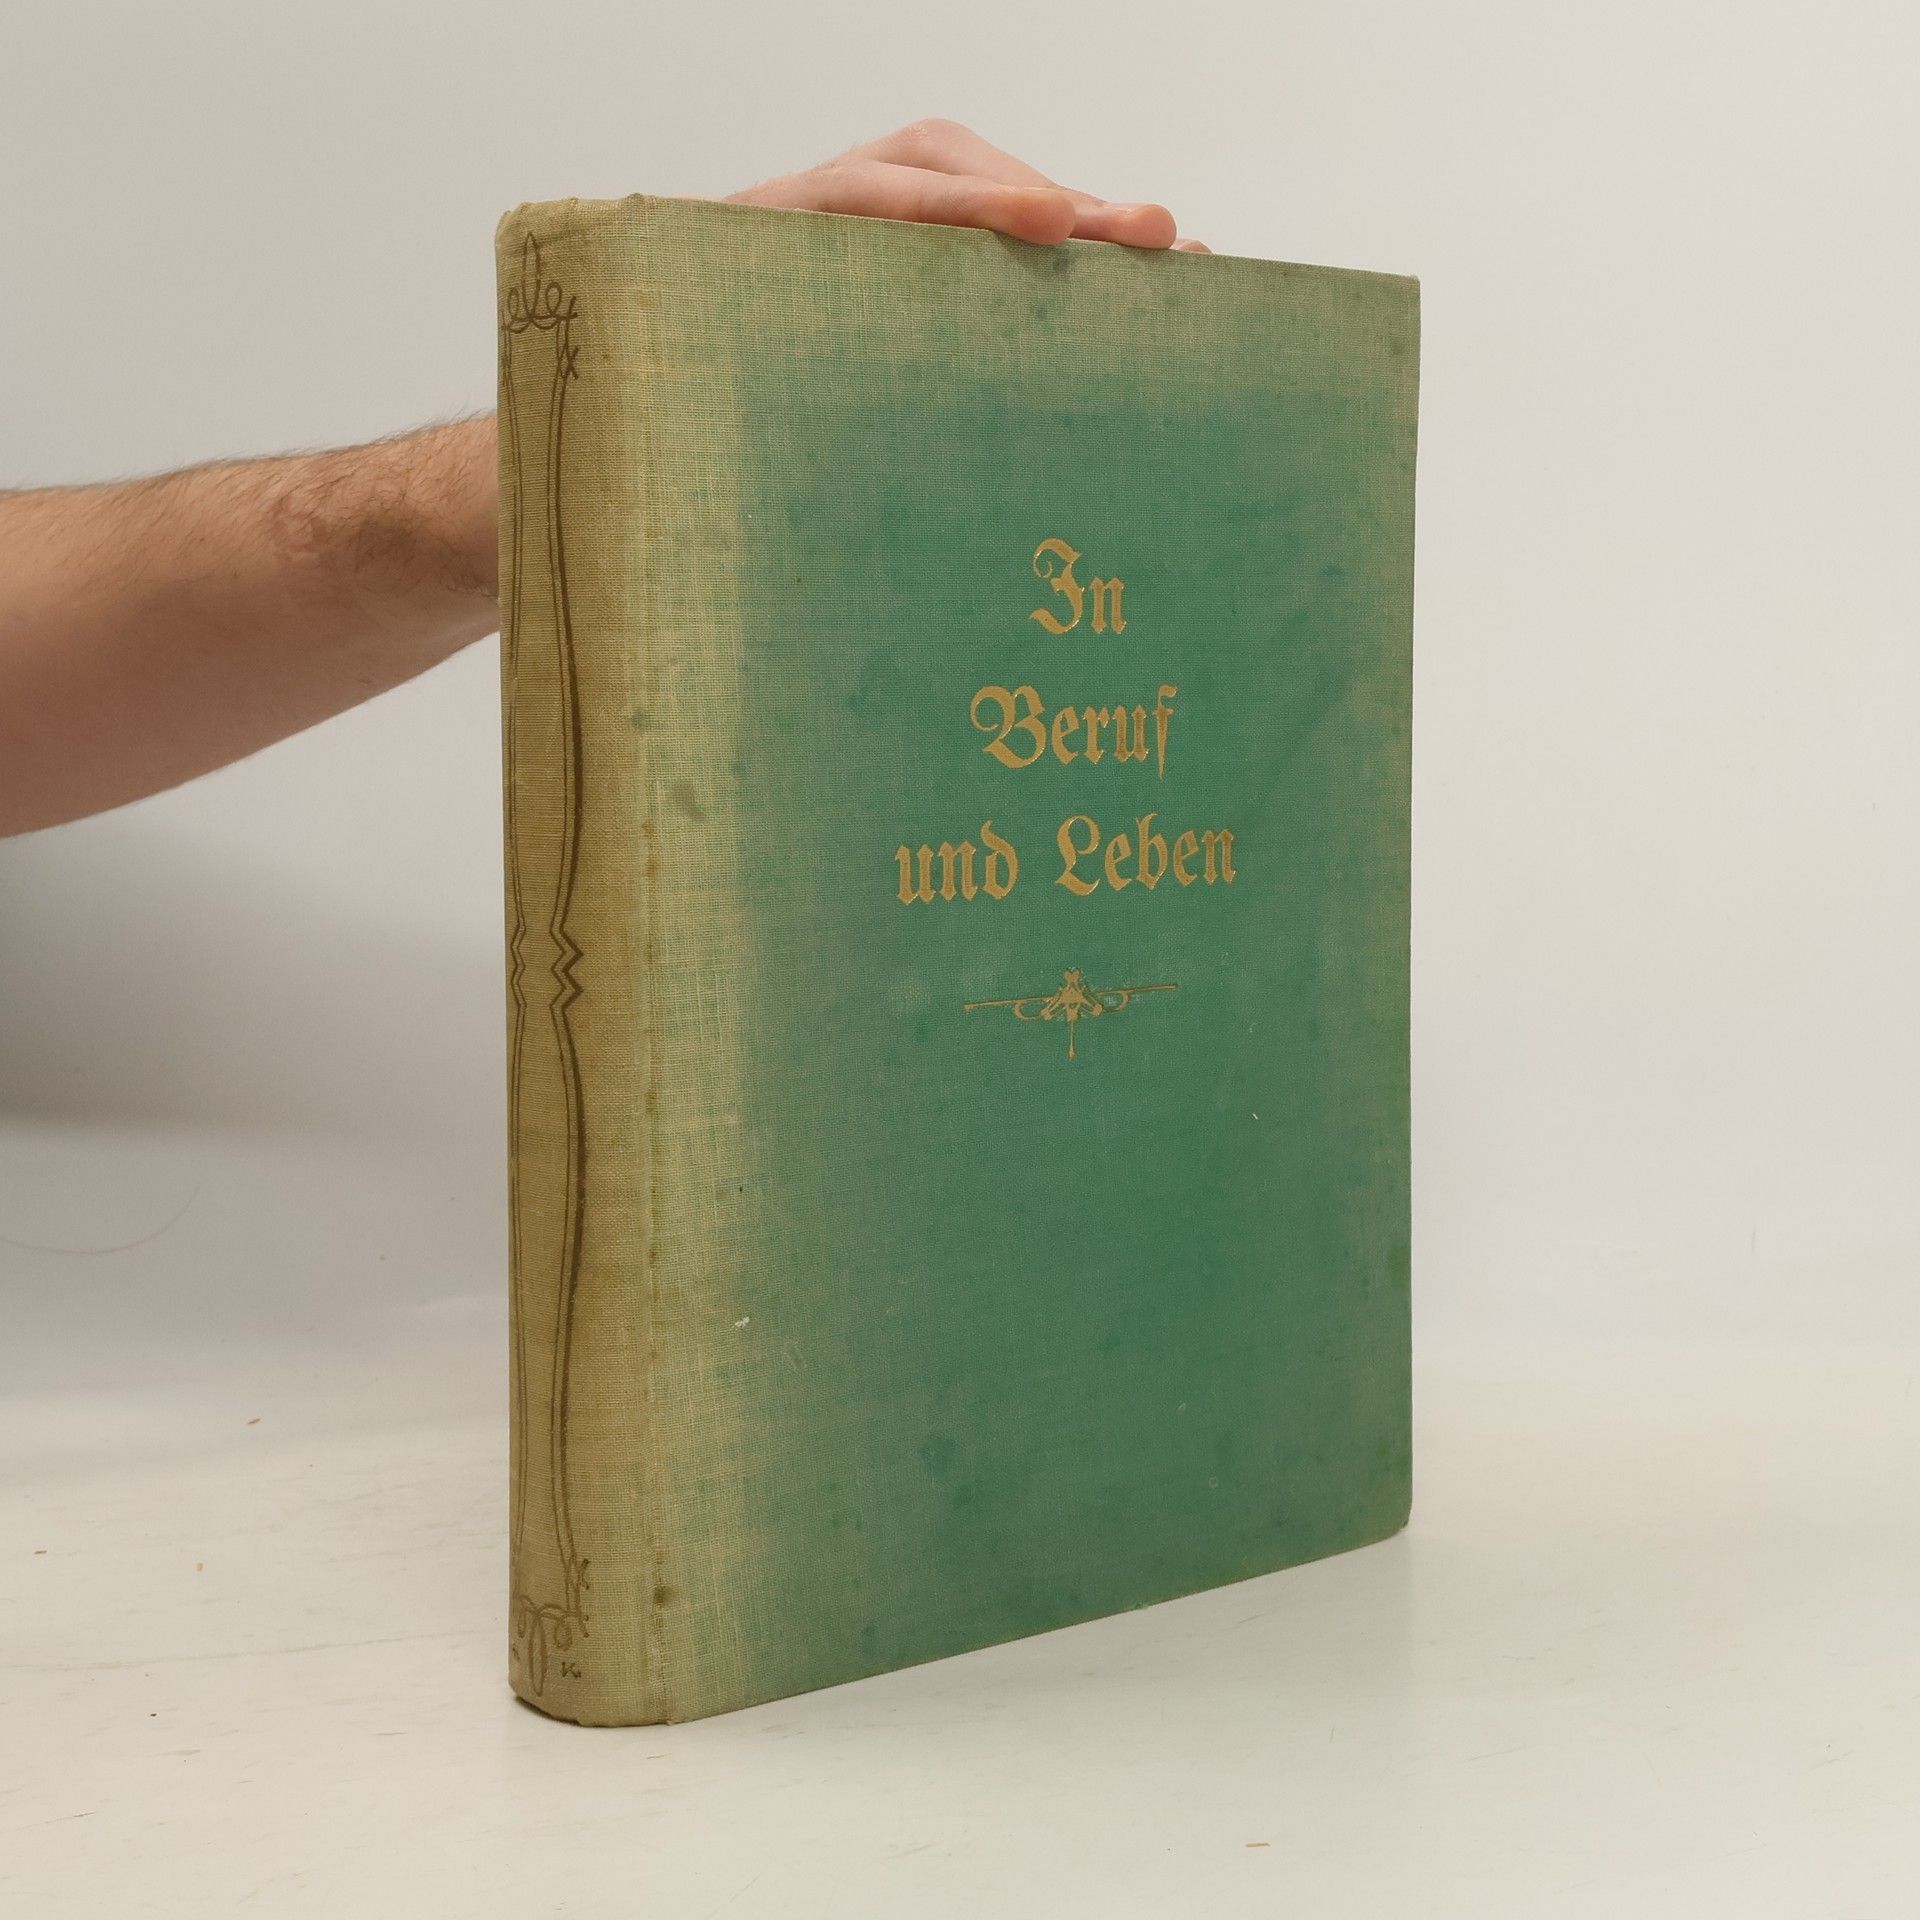 In
Beruf
und Leben
K.